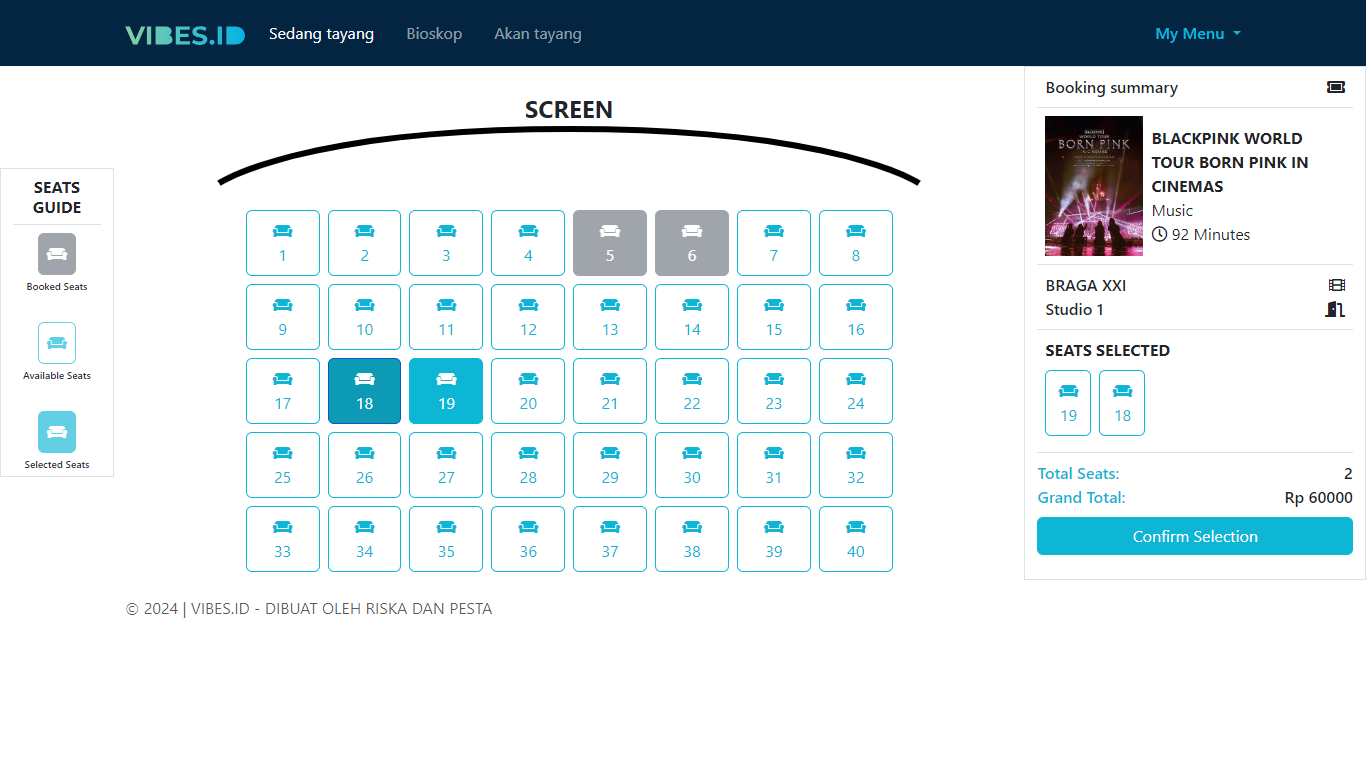 VIBES.ID Sedang tayang Bioskop Akan tayang My Menu
SCREEN
SEATS
GUIDE
Booked Seats
Available Seats
Selected Seats
1 2 3 4 5 6 7 8
9 10 11 12 13 14 15 16
17 18 19 20 21 22 23 24
25 26 27 28 29 30 31 32
33 34 35 36 37 38 39 40
Booking summary
BORN PINK
BLACKPINK WORLD
TOUR BORN PINK IN
CINEMAS
Music
92 Minutes
BRAGA XXI
Studio 1
SEATS SELECTED
19 18
Total Seats: 2
Grand Total: Rp 60000
Confirm Selection
© 2024 | VIBES.ID - DIBUAT OLEH RISKA DAN PESTA